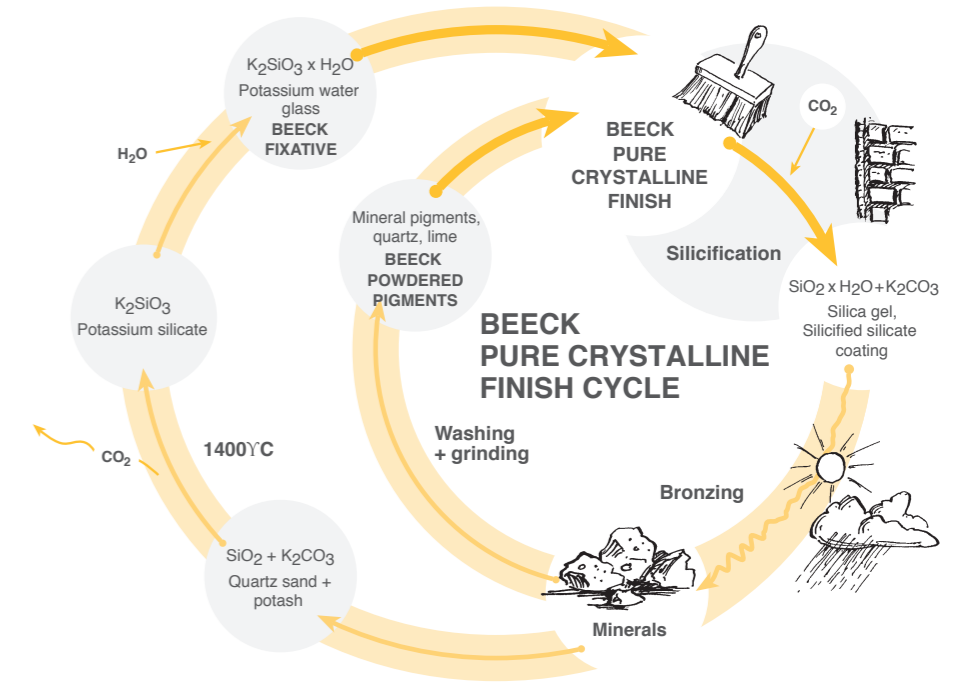 K₂SiO₃ x H₂O
Potassium water
glass
BEECK
FIXATIVE
H₂O
K₂SiO₃
Potassium silicate
CO₂
1400ϒC
SiO₂ + K₂CO₃
Quartz sand +
potash
Mineral pigments,
quartz, lime
BEECK
POWDERED
PIGMENTS
Washing
+ grinding
BEECK
PURE
CRYSTALLINE
FINISH
CO₂
Silicification
SiO₂ x H₂O+K₂CO₃
Silica gel,
Silicified silicate
coating
BEECK
PURE CRYSTALLINE
FINISH CYCLE
Bronzing
Minerals